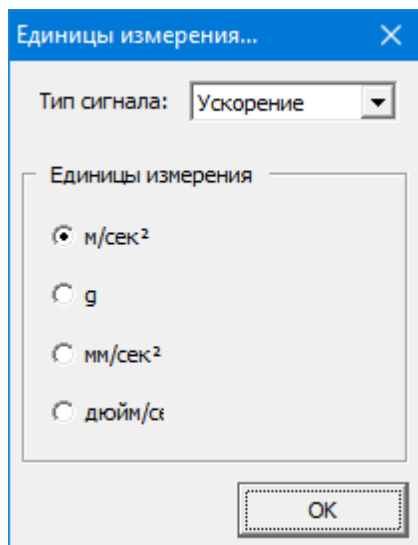 Единицы измерения...
Тип сигнала: Ускорение
Единицы измерения
м/сек²
g
мм/сек²
дюйм/се
OK